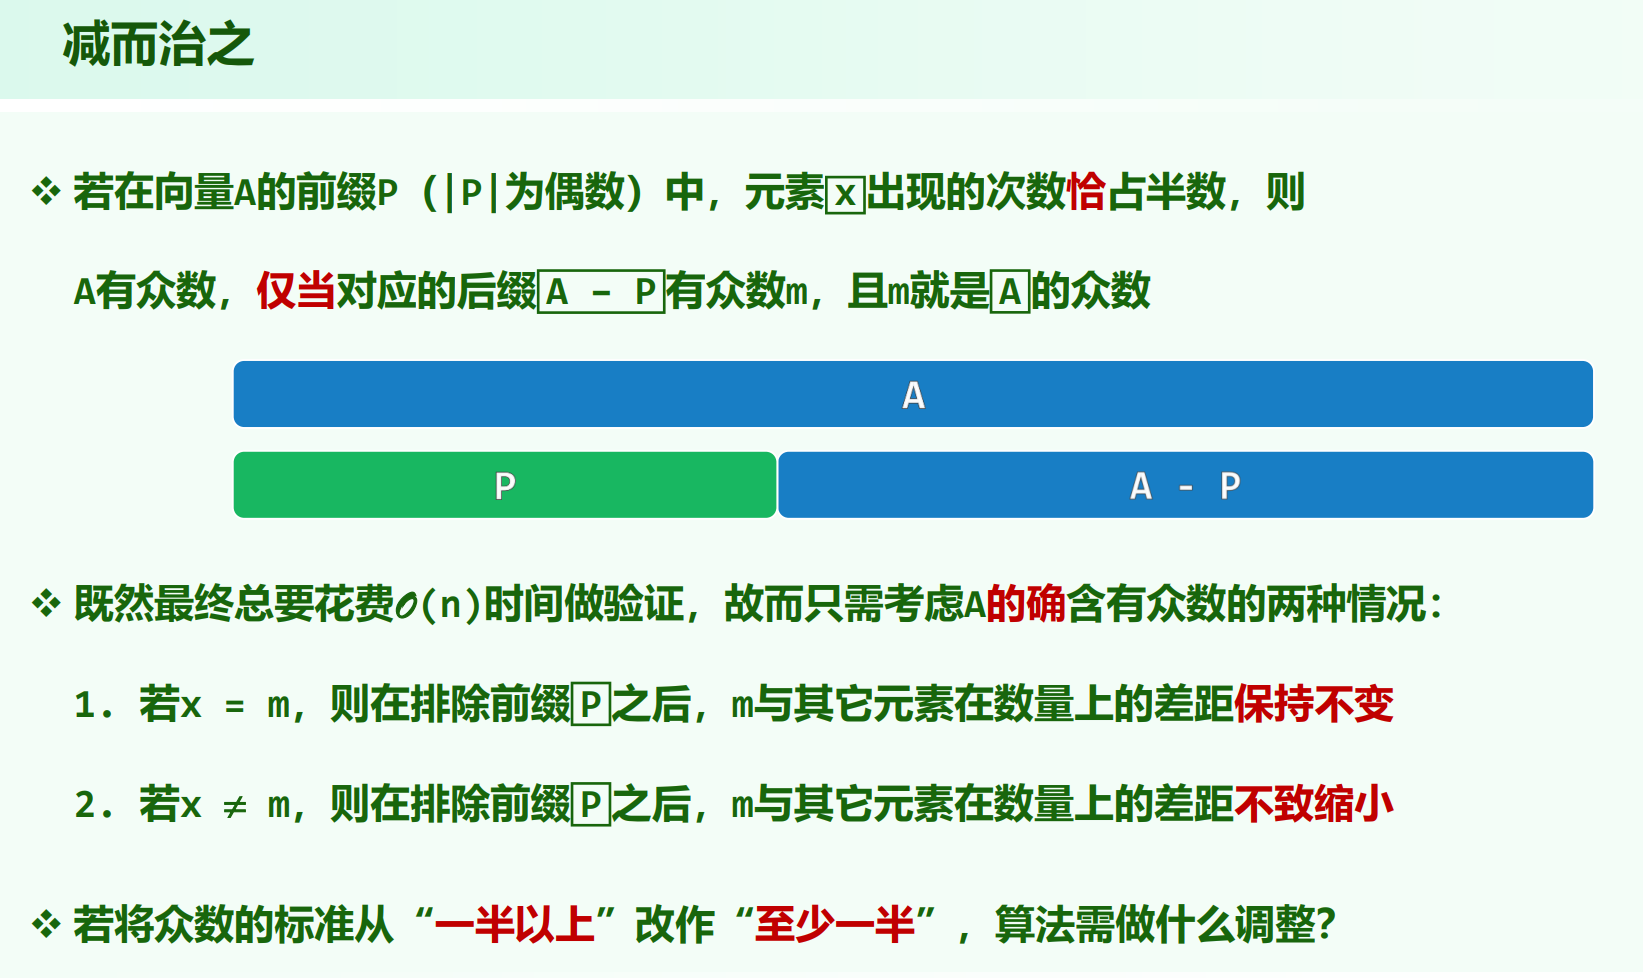 减而治之
❖ 若在向量A的前缀P（|P|为偶数）中，元素x出现的次数恰占半数，则
A有众数，仅当对应的后缀A - P有众数m，且m就是A的众数
A
P A - P
❖ 既然最终总要花费𝒪(n)时间做验证，故而只需考虑A的确含有众数的两种情况：
1. 若x = m，则在排除前缀P之后，m与其它元素在数量上的差距保持不变
2. 若x ≠ m，则在排除前缀P之后，m与其它元素在数量上的差距不致缩小
❖ 若将众数的标准从“一半以上”改作“至少一半”，算法需做什么调整？